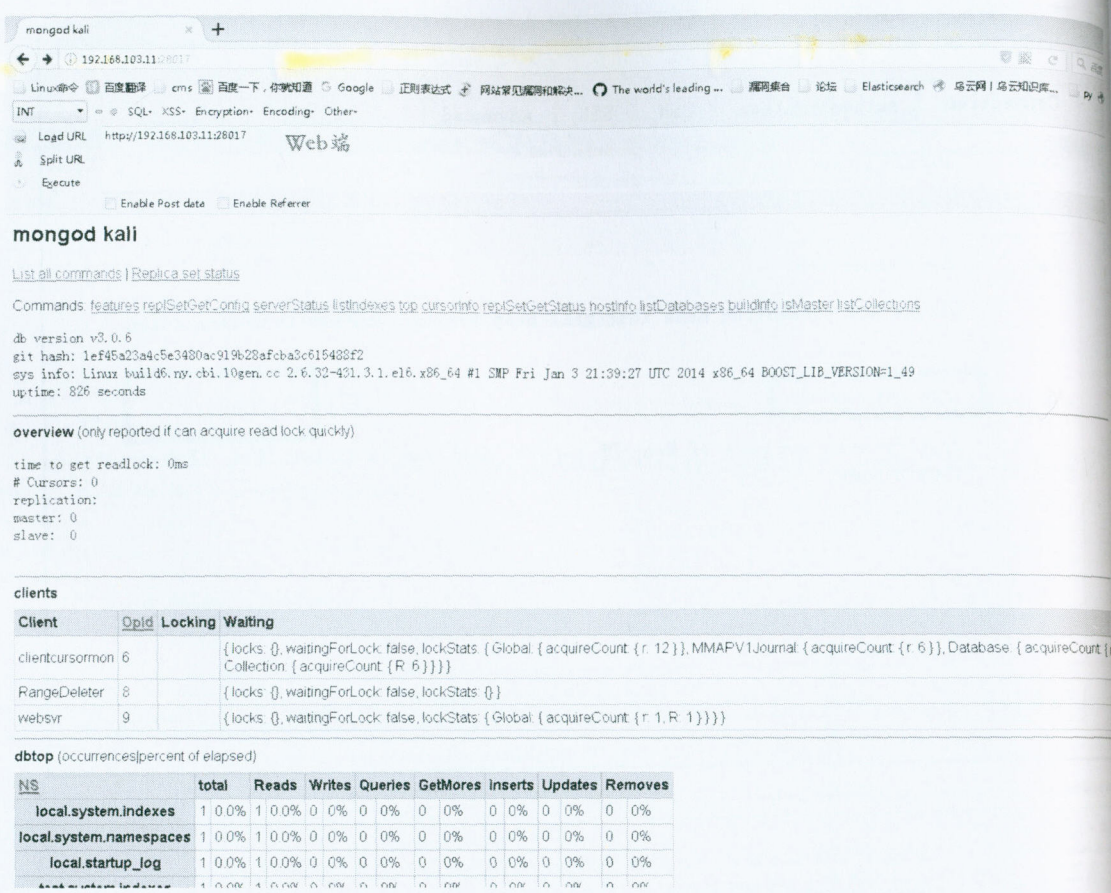 mongod kali × +
192.168.103.11:28017
Linux命令 百度翻译 cms 百度一下，你就知道 Google 正则表达式 网站常见漏洞和解决... The world's leading ... 漏洞集合 论坛 Elasticsearch 乌云网 | 乌云知识库... py
INT SQL- XSS- Encryption- Encoding- Other-
Load URL http://192.168.103.11:28017 Web端
Split URL
Execute
Enable Post data Enable Referrer
mongod kali
List all commands | Replica set status
Commands: features replSetGetConfig serverStatus listIndexes top cursorInfo replSetGetStatus hostInfo listDatabases buildInfo isMaster listCollections
db version v3.0.6
git hash: 1ef45a23a4c5e3480ac919b28afcba3c615488f2
sys info: Linux build6.ny.cbi.10gen.cc 2.6.32-431.3.1.el6.x86_64 #1 SMP Fri Jan 3 21:39:27 UTC 2014 x86_64 BOOST_LIB_VERSION=1_49
uptime: 826 seconds
overview (only reported if can acquire read lock quickly)
time to get readlock: 0ms
# Cursors: 0
replication:
master: 0
slave: 0
clients
Client OpId Locking Waiting
clientcursormon 6 { locks: {}, waitingForLock: false, lockStats: { Global: { acquireCount: { r: 12 } }, MMAPV1Journal: { acquireCount: { r: 6 } }, Database: { acquireCount: {
Collection: { acquireCount: { R: 6 } } } }
RangeDeleter 8 { locks: {}, waitingForLock: false, lockStats: {} }
websvr 9 { locks: {}, waitingForLock: false, lockStats: { Global: { acquireCount: { r: 1, R: 1 } } } }
dbtop (occurrences|percent of elapsed)
NS total Reads Writes Queries GetMores Inserts Updates Removes
local.system.indexes 1 0.0% 1 0.0% 0 0% 0 0% 0 0% 0 0% 0 0% 0 0%
local.system.namespaces 1 0.0% 1 0.0% 0 0% 0 0% 0 0% 0 0% 0 0% 0 0%
local.startup_log 1 0.0% 1 0.0% 0 0% 0 0% 0 0% 0 0% 0 0% 0 0%